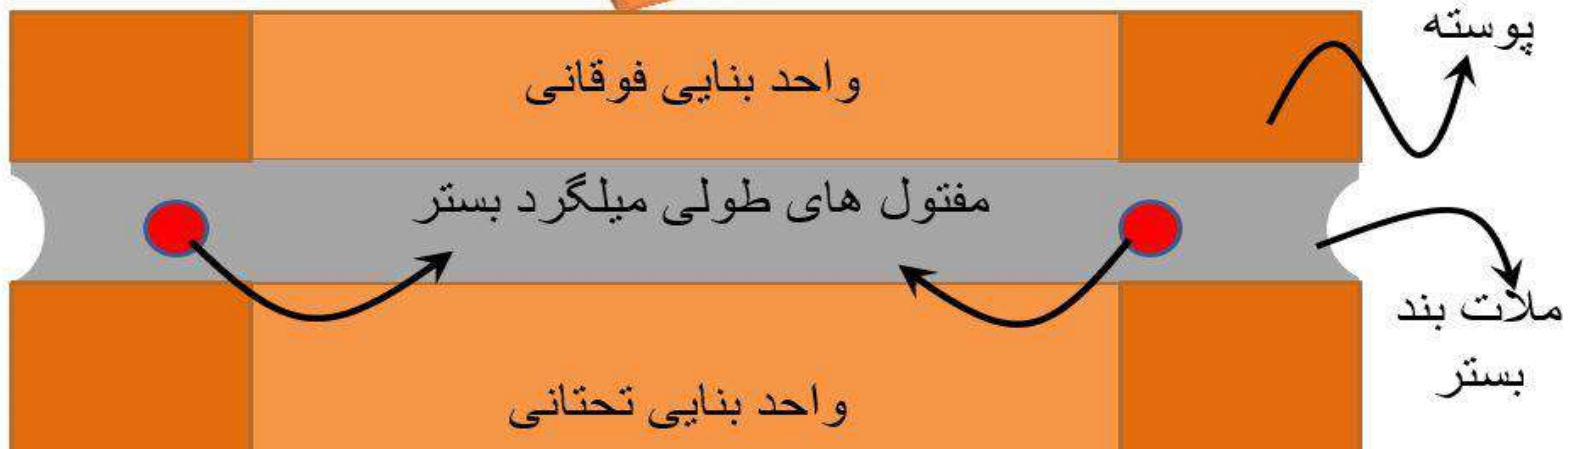 پوسته
واحد بنایی فوقانی
مفتول های طولی میلگرد بستر
ملات بند
بستر
واحد بنایی تحتانی